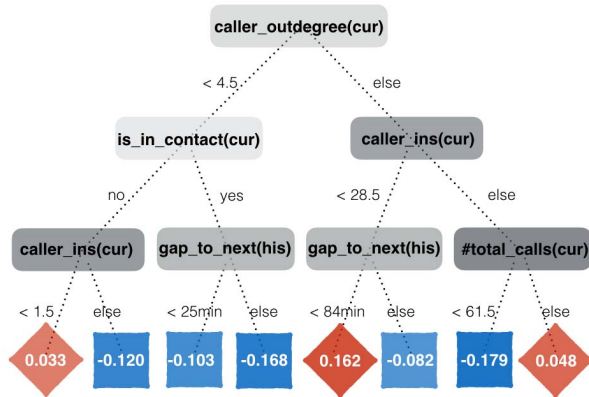 caller_outdegree(cur)
< 4.5 else
is_in_contact(cur) caller_ins(cur)
no yes < 28.5 else
caller_ins(cur) gap_to_next(his) gap_to_next(his) #total_calls(cur)
< 1.5 else < 25min else < 84min else < 61.5 else
0.033 -0.120 -0.103 -0.168 0.162 -0.082 -0.179 0.048